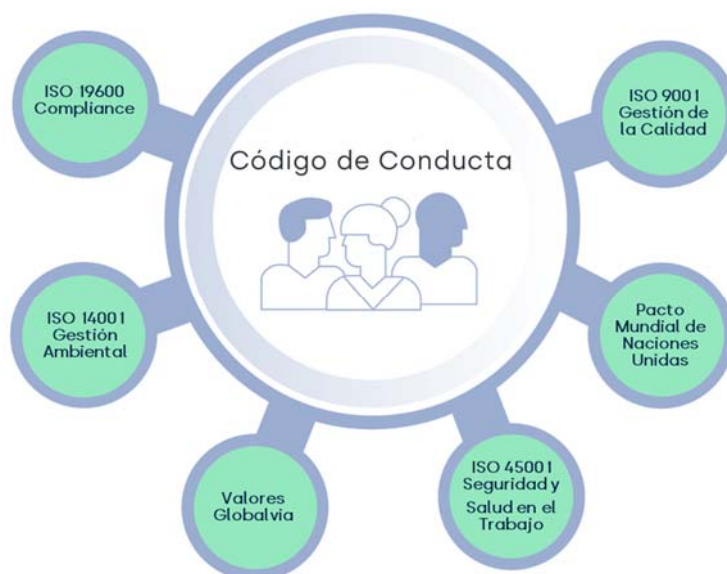 Código de Conducta
ISO 19600
Compliance
ISO 9001
Gestión de
la Calidad
ISO 14001
Gestión
Ambiental
Pacto
Mundial de
Naciones
Unidas
Valores
Globalvia
ISO 45001
Seguridad y
Salud en el
Trabajo